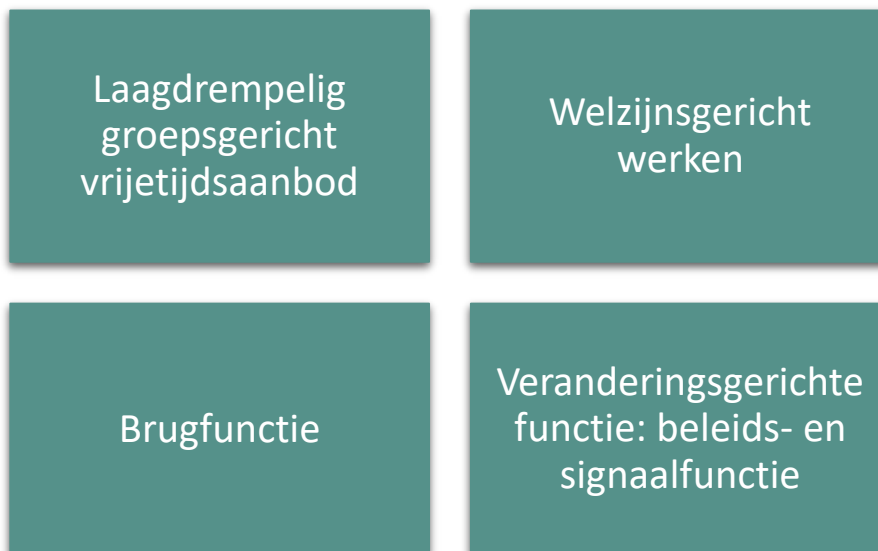 Laagdrempelig
groepsgericht
vrijetijdsaanbod
Welzijnsgericht
werken
Brugfunctie
Veranderingsgerichte
functie: beleids- en
signaalfunctie